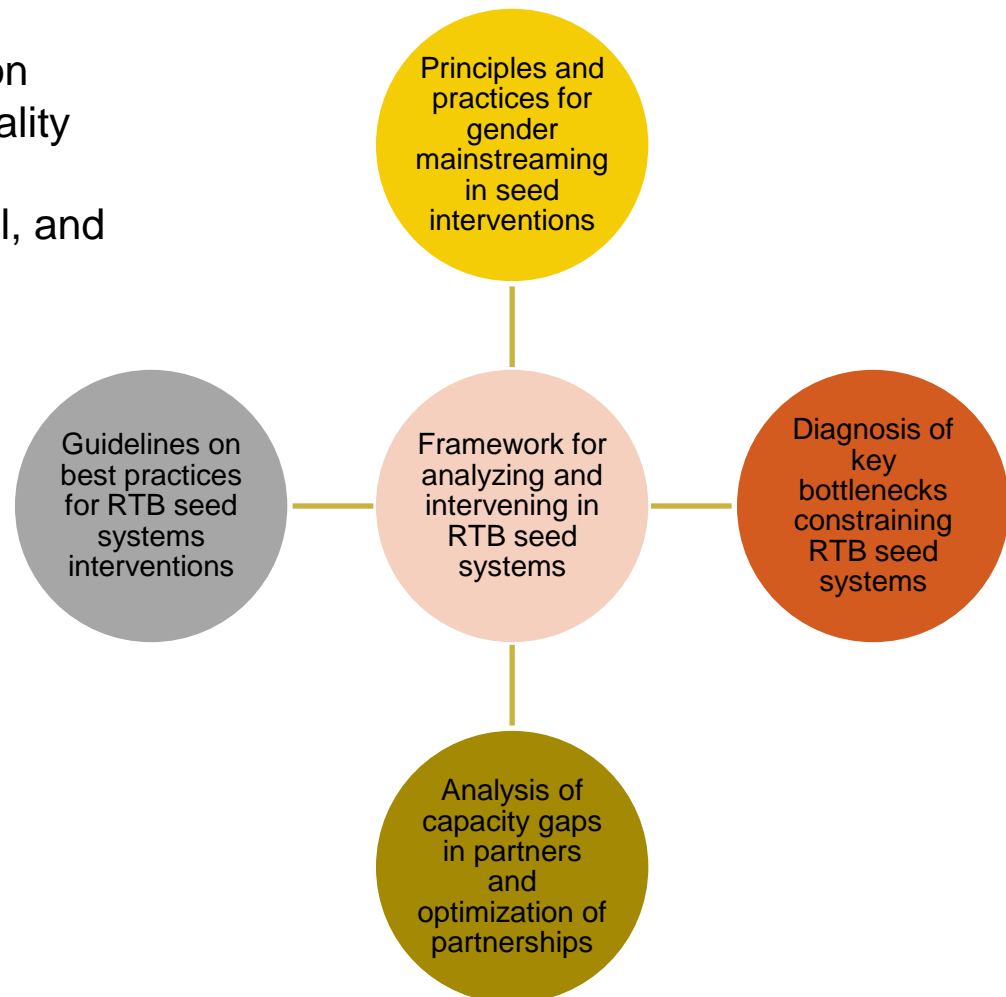 on
ality
l, and
Principles and
practices for
gender
mainstreaming
in seed
interventions
Guidelines on
best practices
for RTB seed
systems
interventions
Framework for
analyzing and
intervening in
RTB seed
systems
Diagnosis of
key
bottlenecks
constraining
RTB seed
systems
Analysis of
capacity gaps
in partners
and
optimization of
partnerships